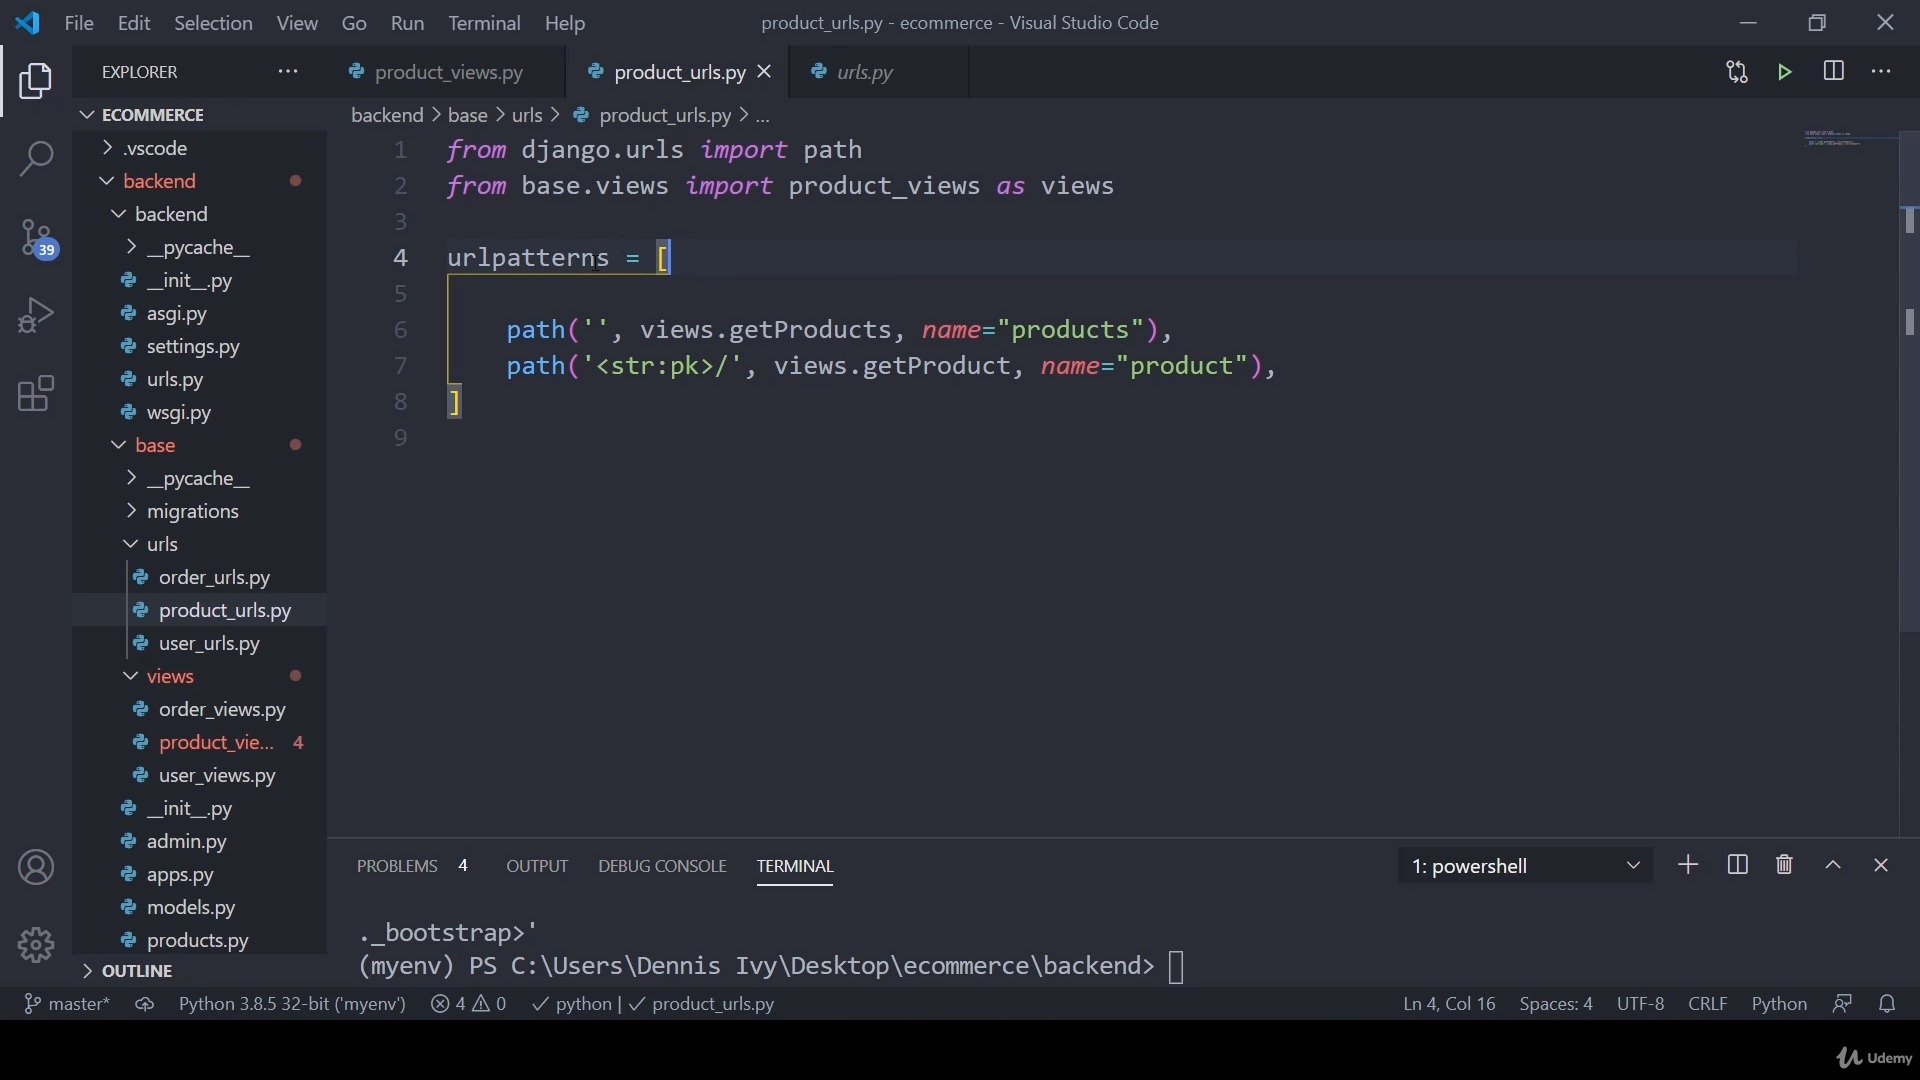 File Edit Selection View Go Run Terminal Help
product_urls.py - ecommerce - Visual Studio Code
EXPLORER ...
product_views.py
product_urls.py
urls.py
ECOMMERCE
backend > base > urls > product_urls.py > ...
.vscode
backend
backend
__pycache__
__init__.py
asgi.py
settings.py
urls.py
wsgi.py
base
__pycache__
migrations
urls
order_urls.py
product_urls.py
user_urls.py
views
order_views.py
product_vie... 4
user_views.py
__init__.py
admin.py
apps.py
models.py
products.py
OUTLINE
39
1 from django.urls import path
2 from base.views import product_views as views
3
4 urlpatterns = [
5
6 path('', views.getProducts, name="products"),
7 path('<str:pk>/', views.getProduct, name="product"),
8 ]
9
PROBLEMS 4 OUTPUT DEBUG CONSOLE TERMINAL
1: powershell
._bootstrap>'
(myenv) PS C:\Users\Dennis Ivy\Desktop\ecommerce\backend>
master* Python 3.8.5 32-bit ('myenv') 4 0 python | product_urls.py
Ln 4, Col 16 Spaces: 4 UTF-8 CRLF Python
Udemy